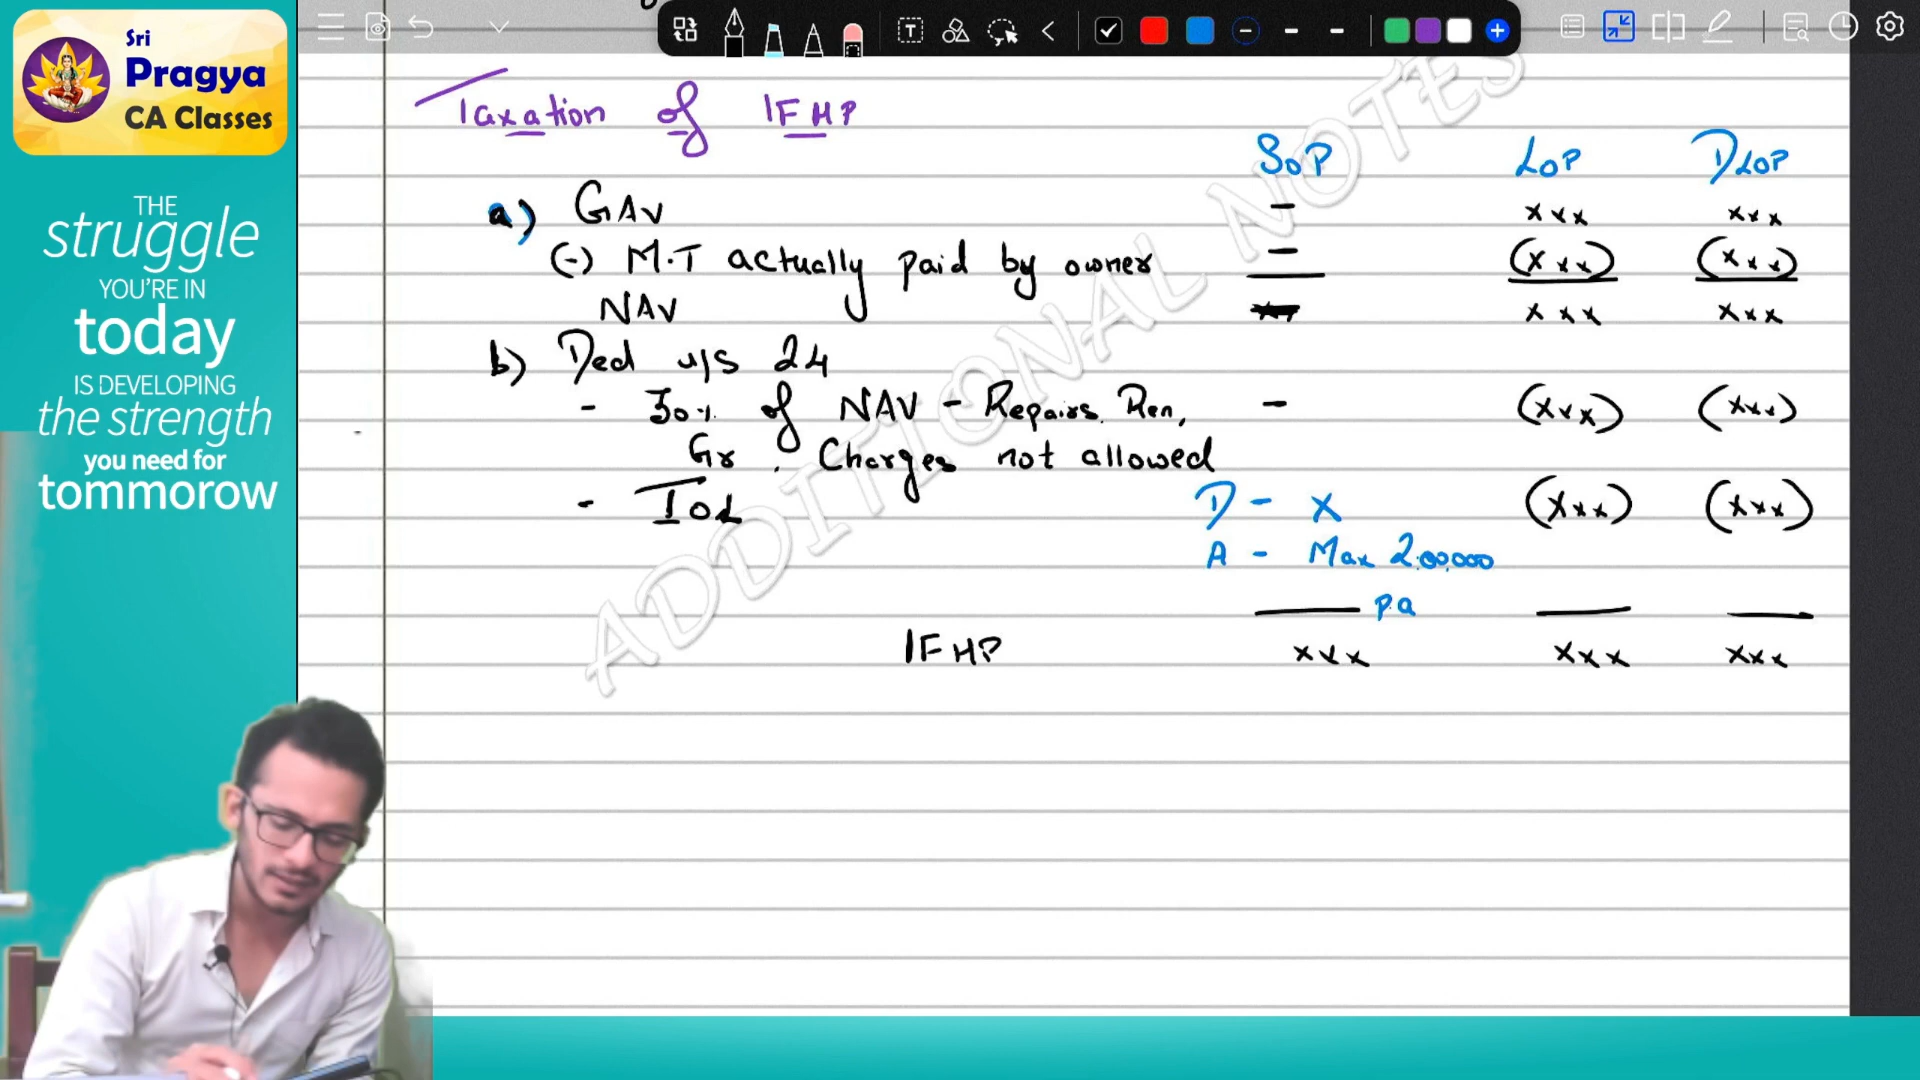 Sri
Pragya
CA Classes
THE
struggle
YOU'RE IN
today
IS DEVELOPING
the strength
you need for
tommorow
Taxation of IFHP
SOP LOP DLOP
a) GAV - xxx xxx
(-) M.T actually paid by owner - (xxx) (xxx)
NAV xxx xxx
b) Ded u/s 24
- 30% of NAV - Repairs, Ren, - (xxx) (xxx)
Gr, Charges not allowed
- IOL D - x (xxx) (xxx)
A - Max 2,00,000
p.a
IFHP xxx xxx xxx
ADDITIONAL NOTES